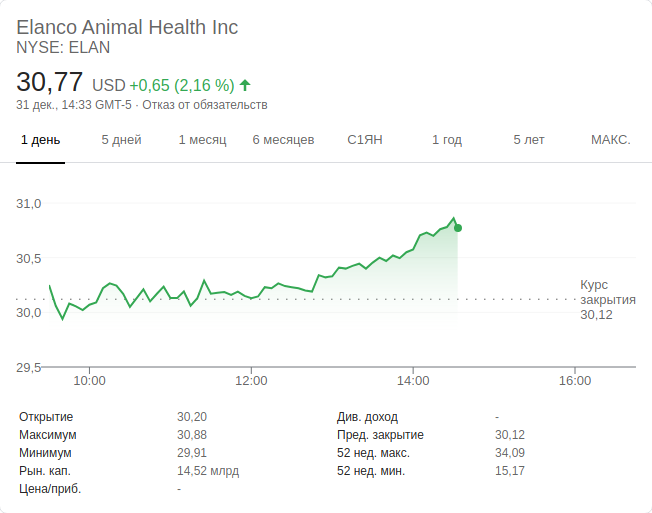 Elanco Animal Health Inc
NYSE: ELAN
30,77 USD +0,65 (2,16 %)
31 дек., 14:33 GMT-5 · Отказ от обязательств
1 день 5 дней 1 месяц 6 месяцев С1ЯН 1 год 5 лет МАКС.
31,0
30,5
30,0
29,5
Курс
закрытия
30,12
10:00 12:00 14:00 16:00
Открытие 30,20
Максимум 30,88
Минимум 29,91
Рын. кап. 14,52 млрд
Цена/приб. -
Див. доход -
Пред. закрытие 30,12
52 нед. макс. 34,09
52 нед. мин. 15,17